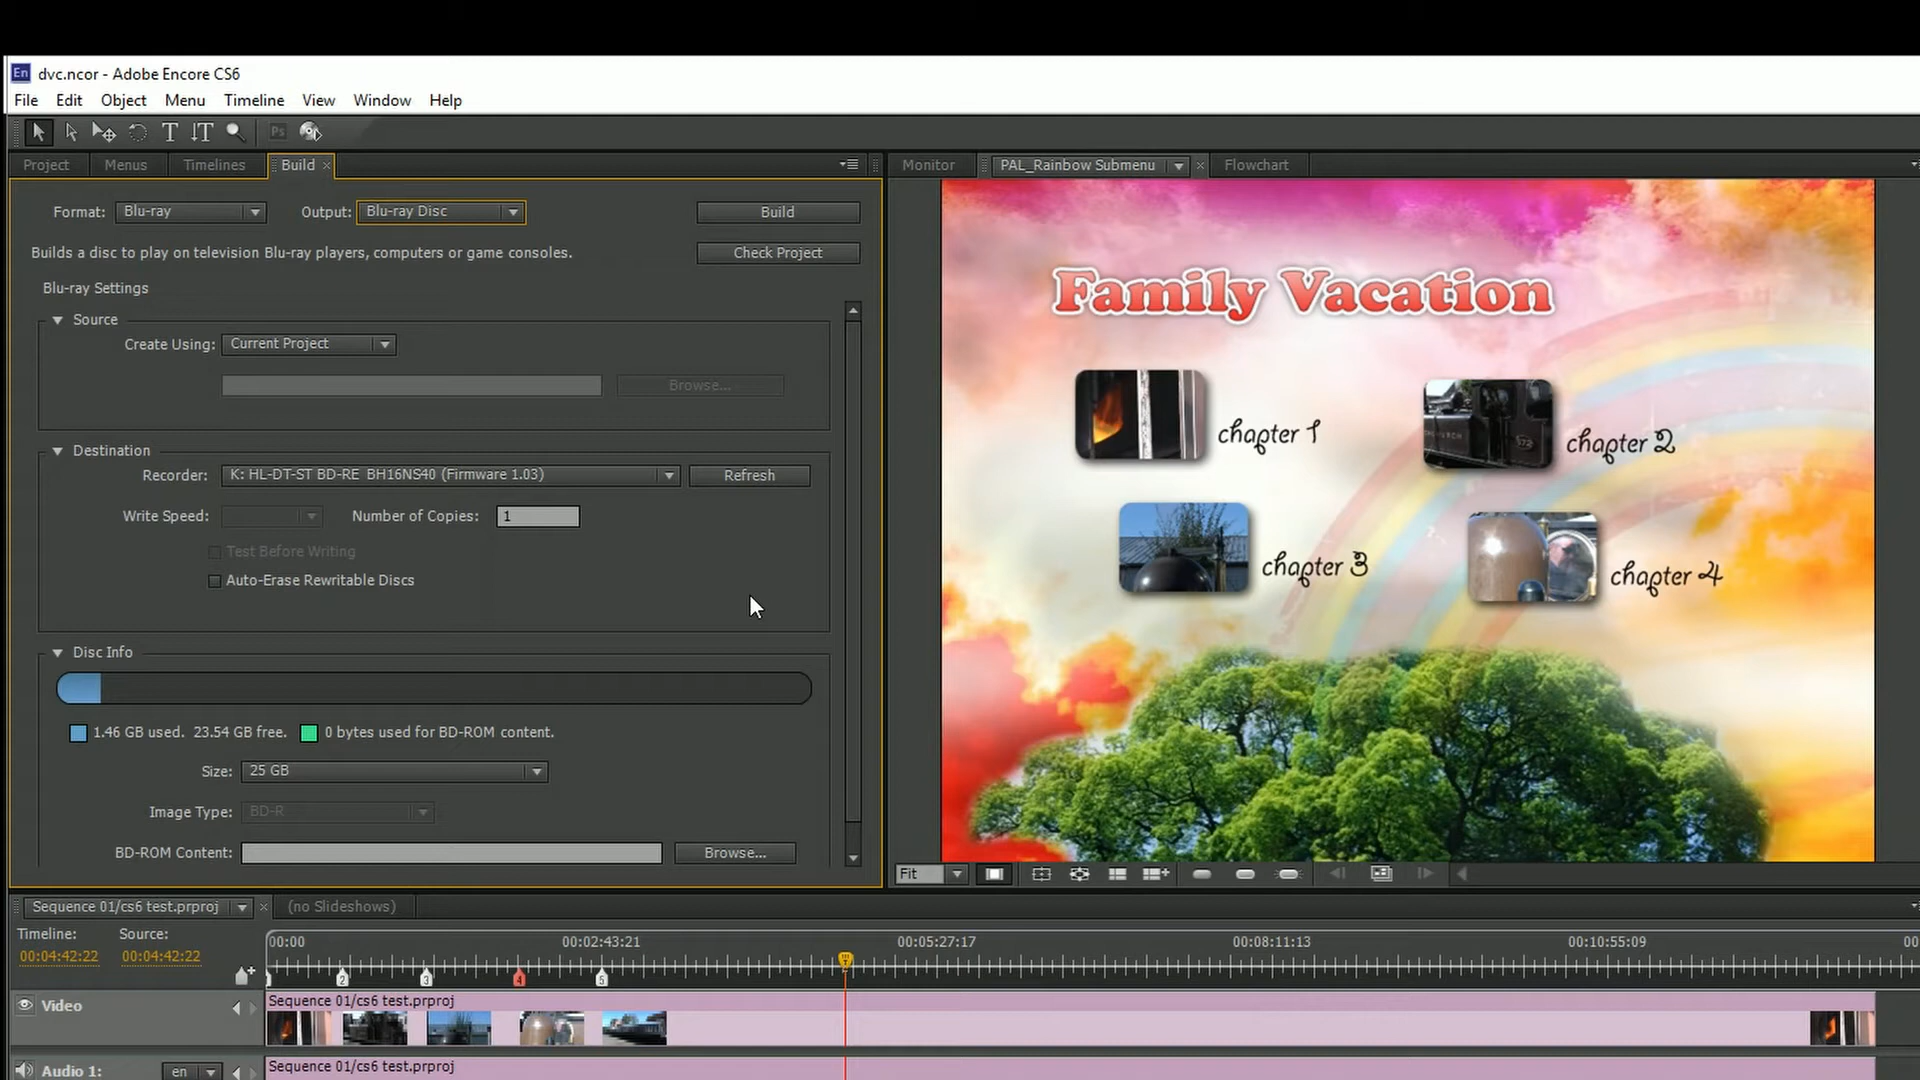 En dvc.ncor - Adobe Encore CS6
File Edit Object Menu Timeline View Window Help
T T Ps
Project Menus Timelines Build × Monitor PAL_Rainbow Submenu × Flowchart
Format: Blu-ray Output: Blu-ray Disc Build
Builds a disc to play on television Blu-ray players, computers or game consoles. Check Project
Blu-ray Settings
Source
Create Using: Current Project
Browse...
Destination
Recorder: K: HL-DT-ST BD-RE BH16NS40 (Firmware 1.03) Refresh
Write Speed: Number of Copies: 1
Test Before Writing
Auto-Erase Rewritable Discs
Disc Info
1.46 GB used. 23.54 GB free. 0 bytes used for BD-ROM content.
Size: 25 GB
Image Type: BD-R
BD-ROM Content: Browse...
Family Vacation
chapter 1
chapter 2
572
chapter 3
chapter 4
Fit
Sequence 01/cs6 test.prproj × (no Slideshows)
Timeline: Source:
00:04:42:22 00:04:42:22
00:00 00:02:43:21 00:05:27:17 00:08:11:13 00:10:55:09 00
2 3 4 5
Video Sequence 01/cs6 test.prproj
Audio 1: en Sequence 01/cs6 test.prproj